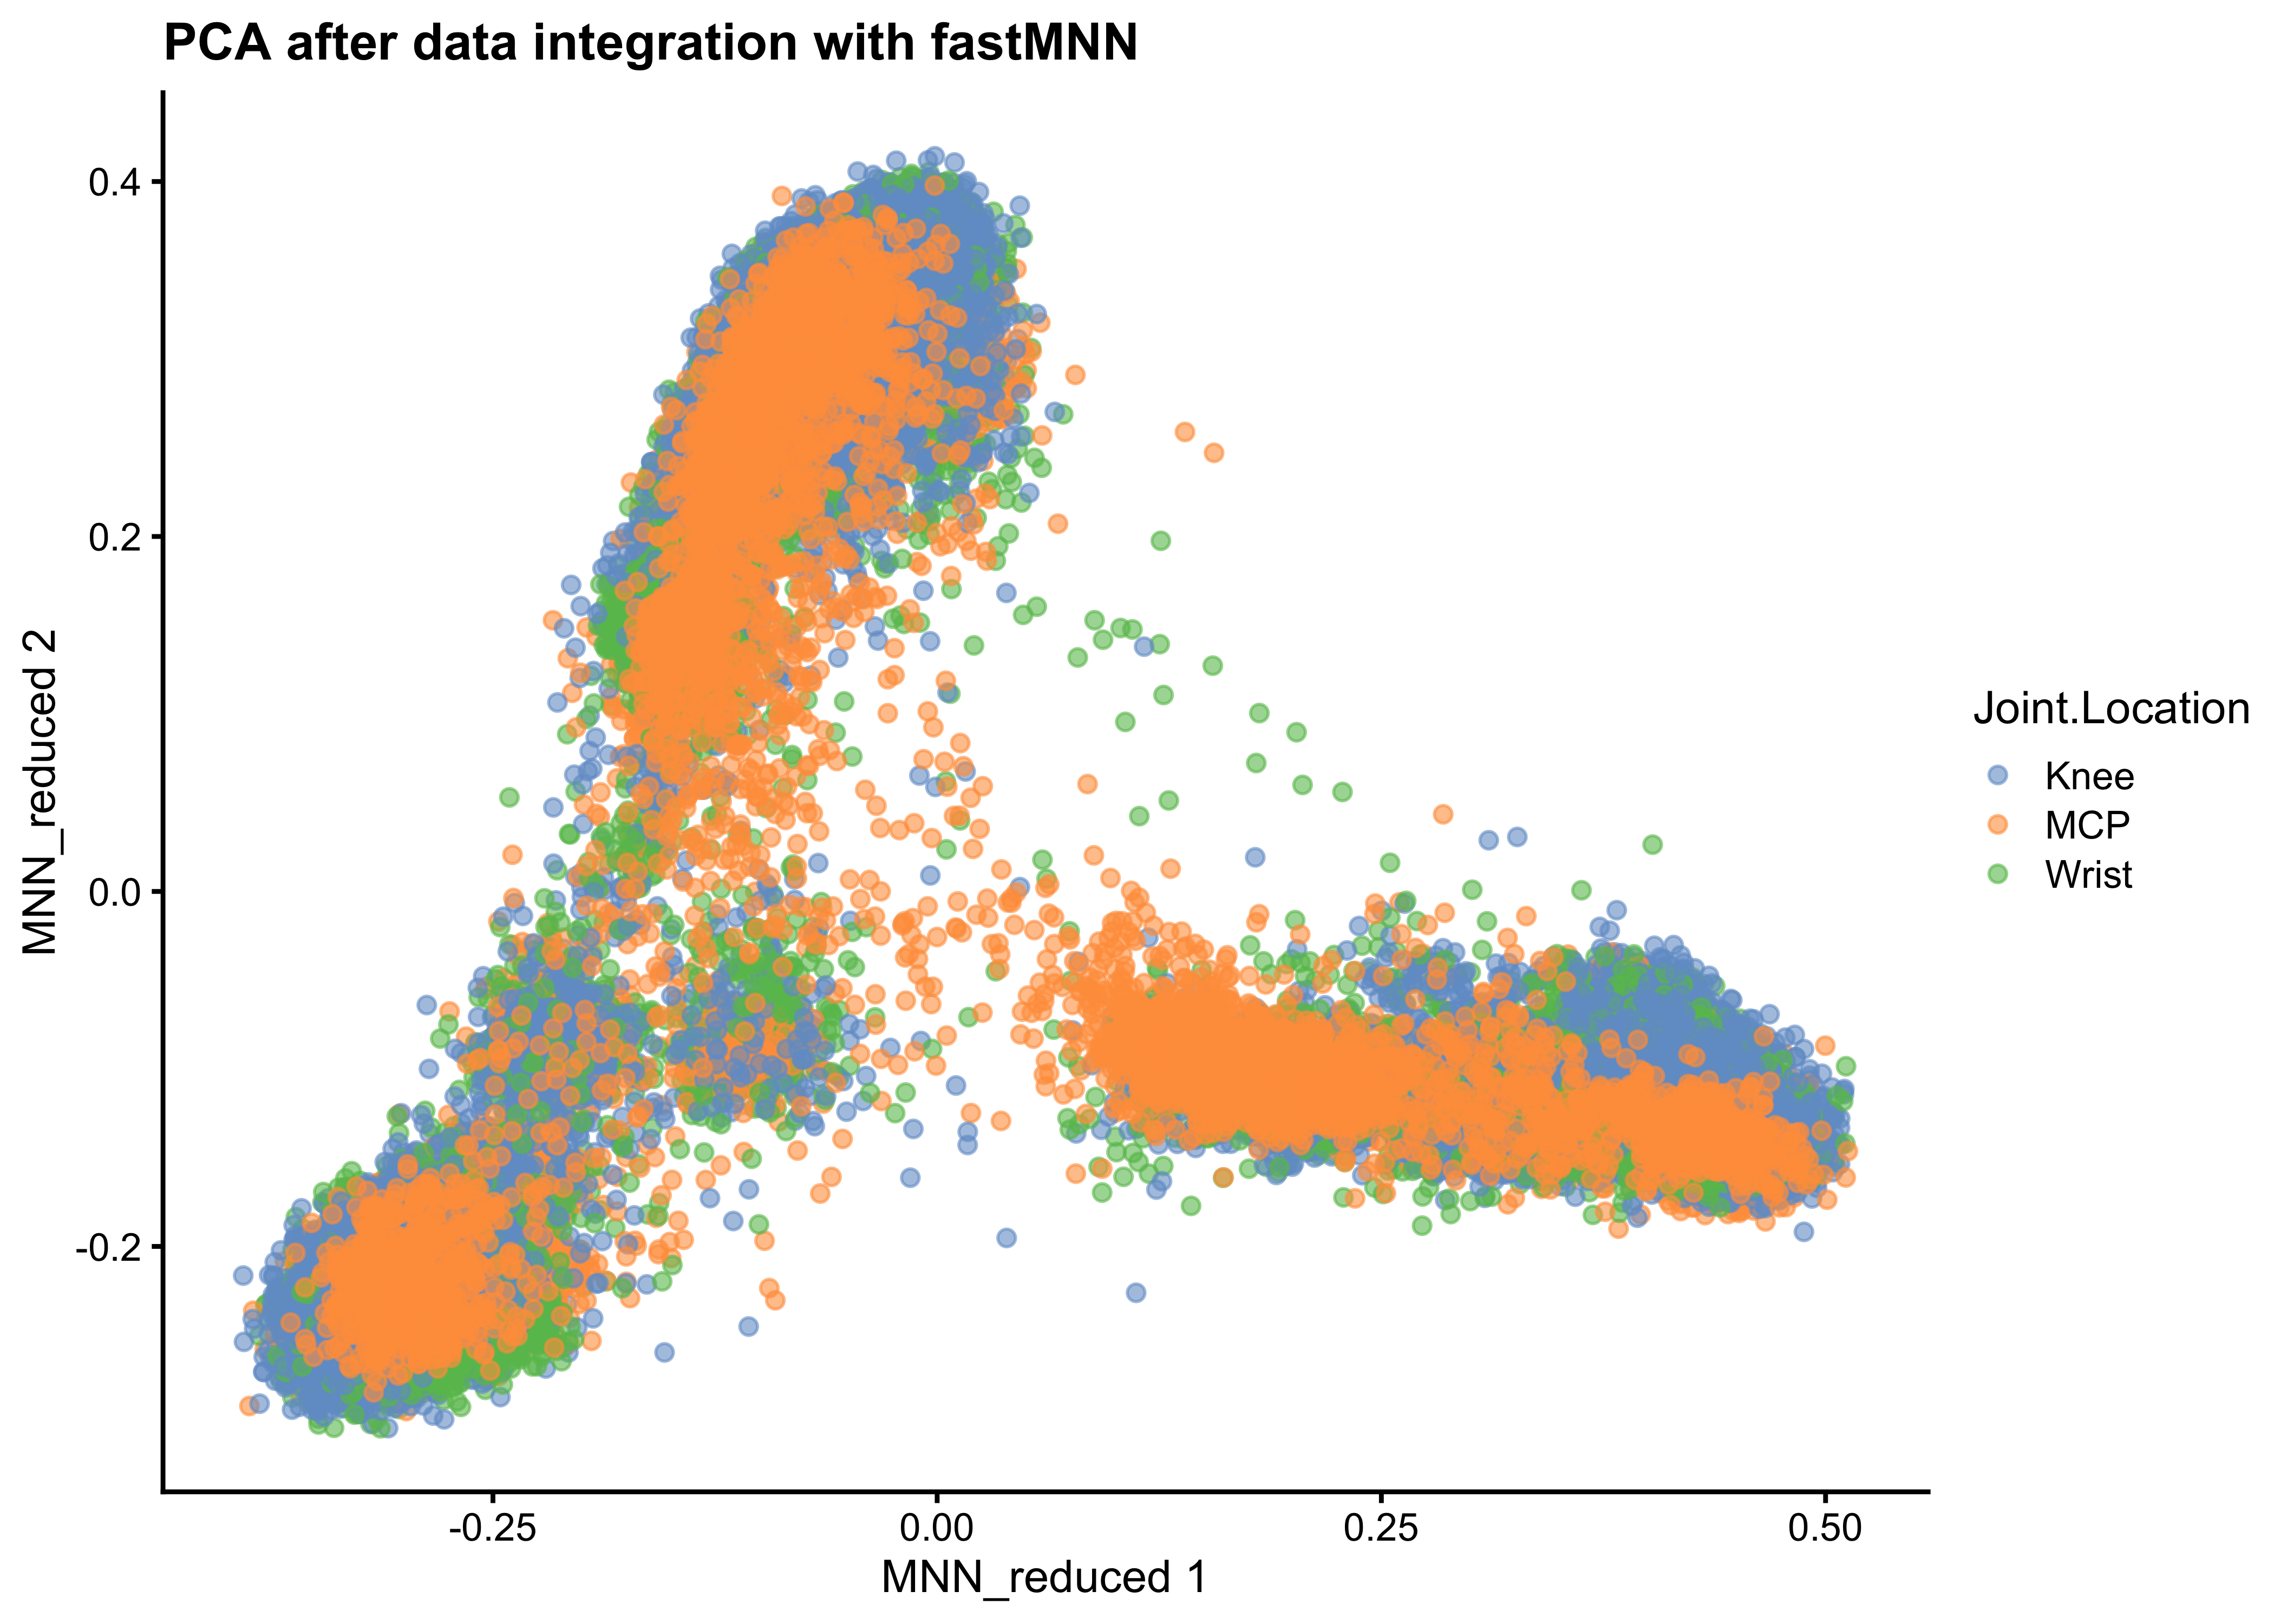 PCA after data integration with fastMNN
MNN_reduced 2
0.4
0.2
0.0
-0.2
-0.25
0.00
0.25
0.50
MNN_reduced 1
Joint.Location
Knee
MCP
Wrist